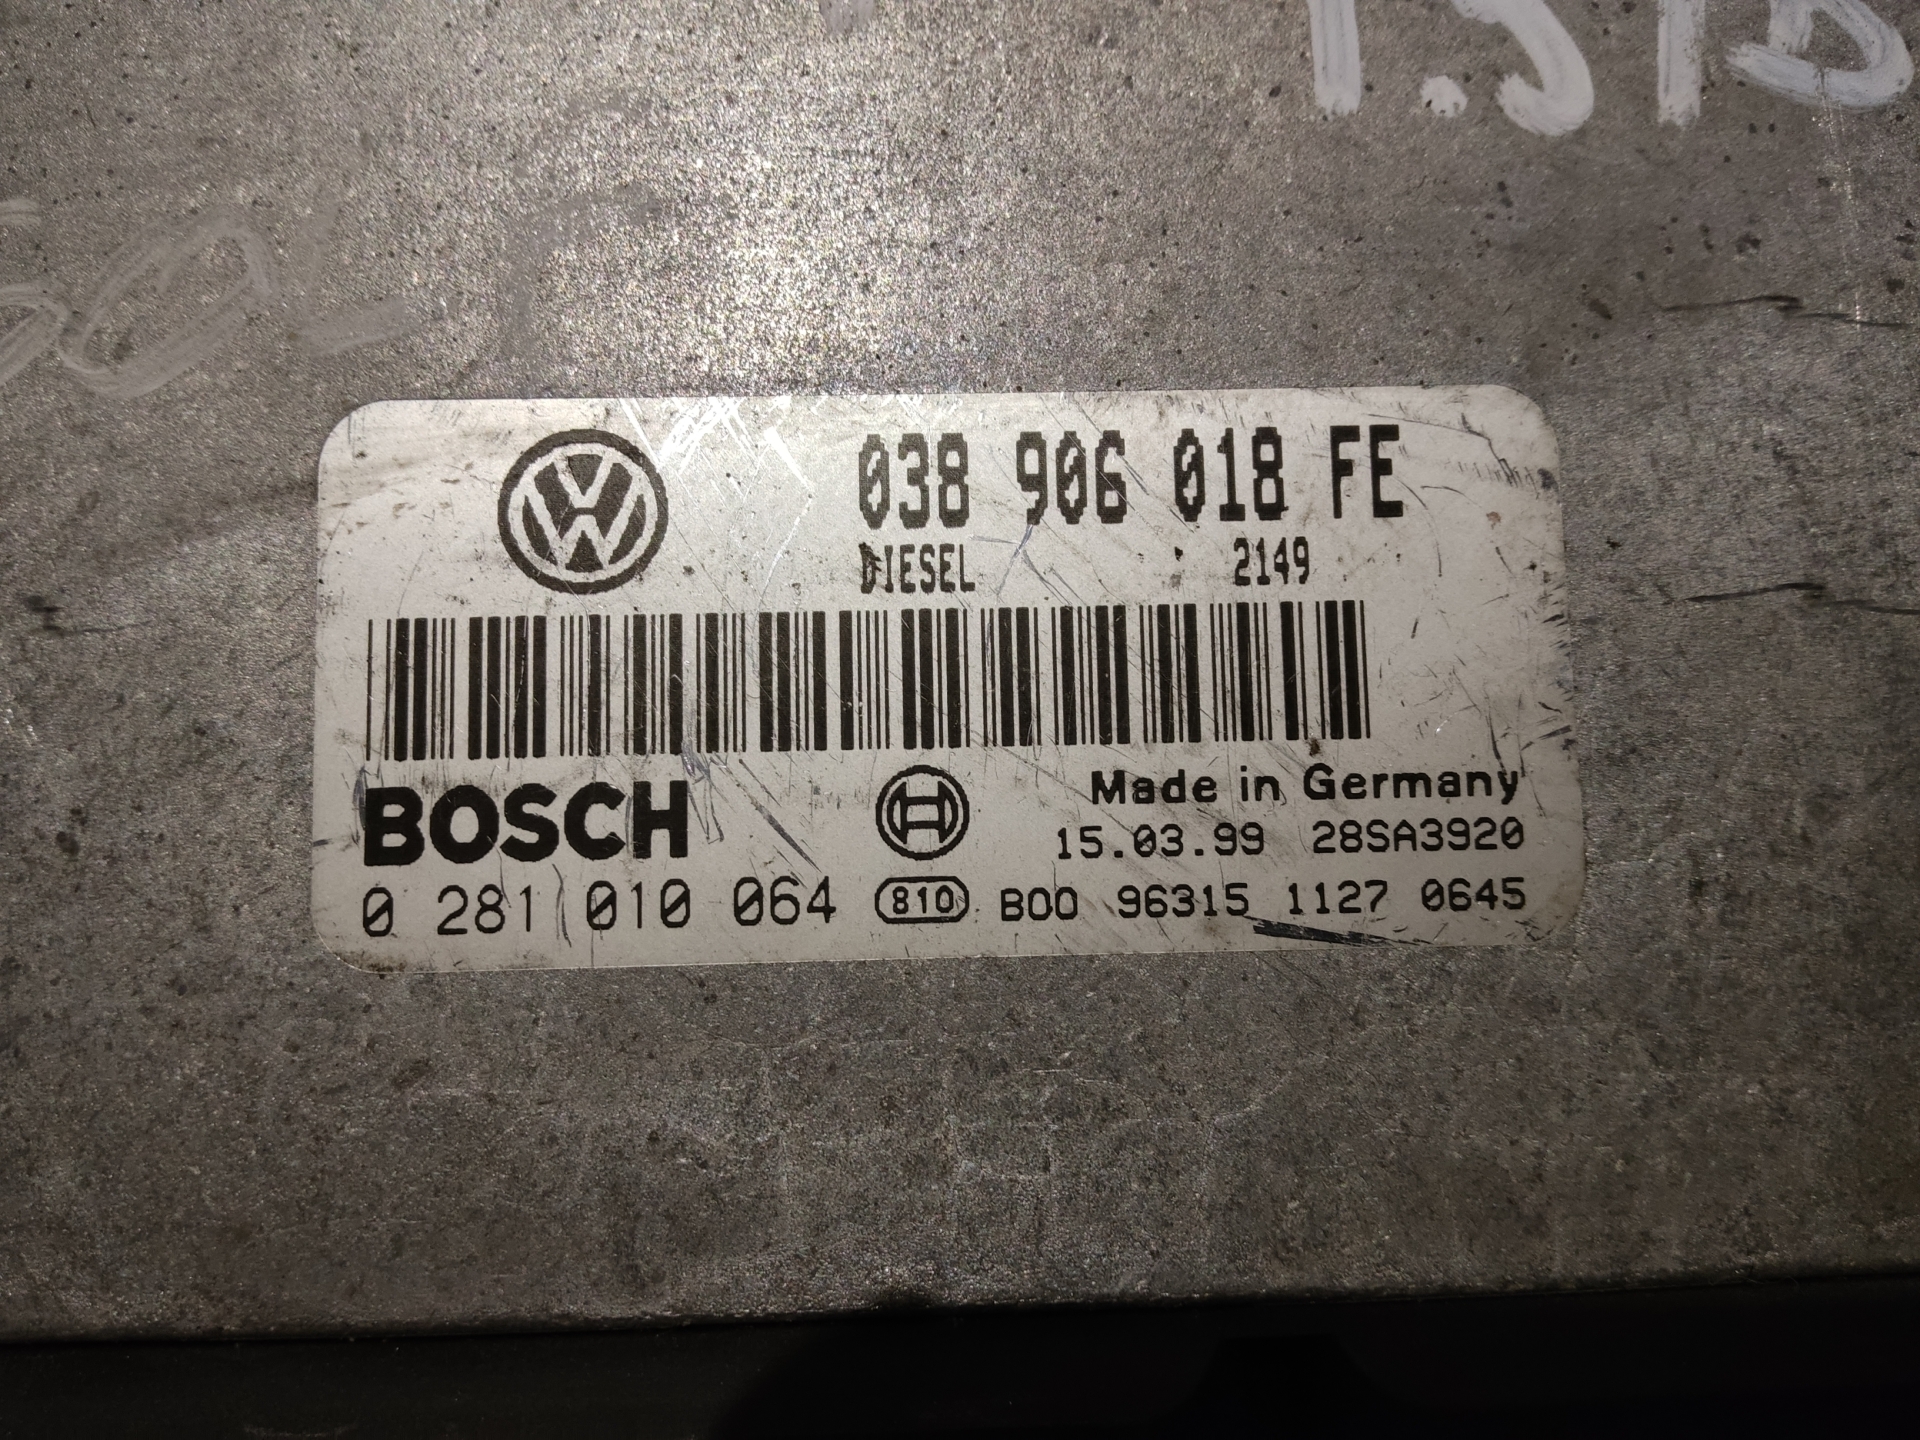 038 906 018 FE
DIESEL 2149
BOSCH
Made in Germany
15.03.99 28SA3920
0 281 010 064 810 B00 96315 1127 0645